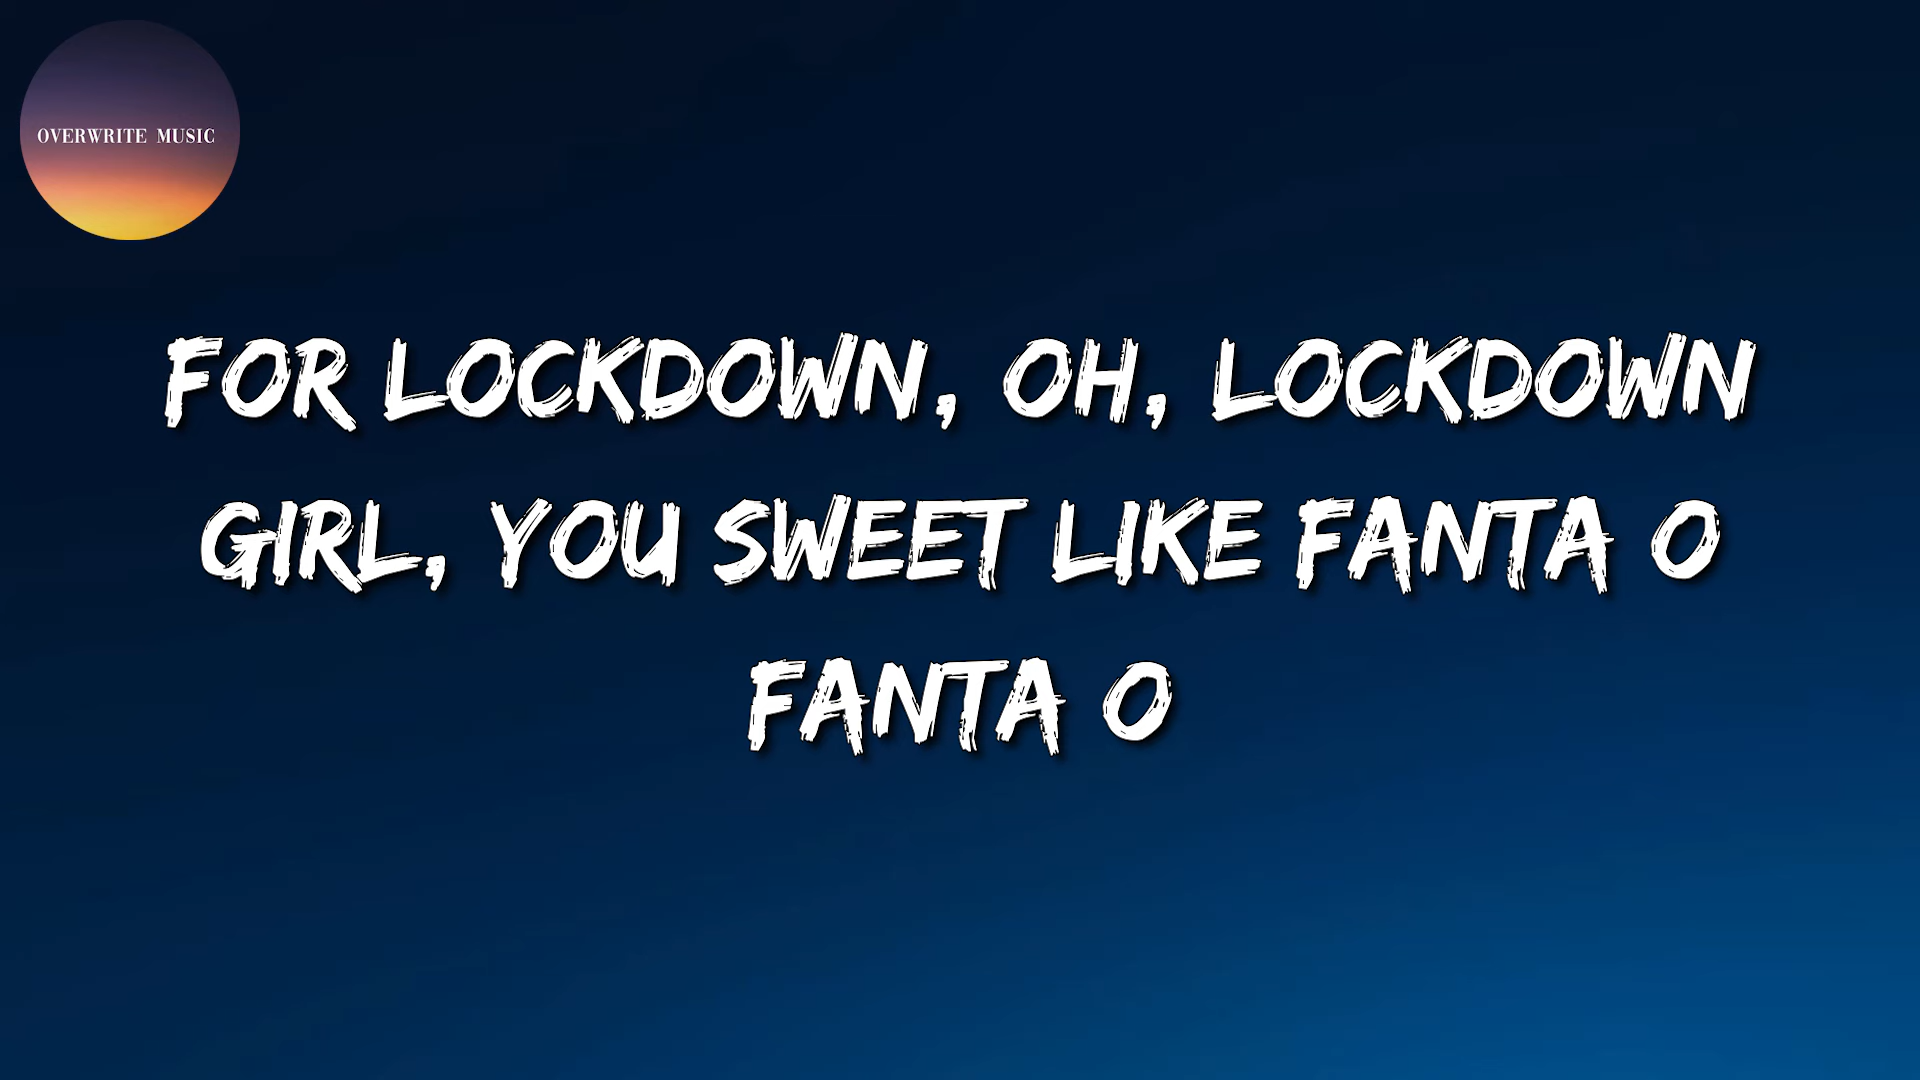 OVERWRITE MUSIC
FOR LOCKDOWN, OH, LOCKDOWN
GIRL, YOU SWEET LIKE FANTA O
FANTA O